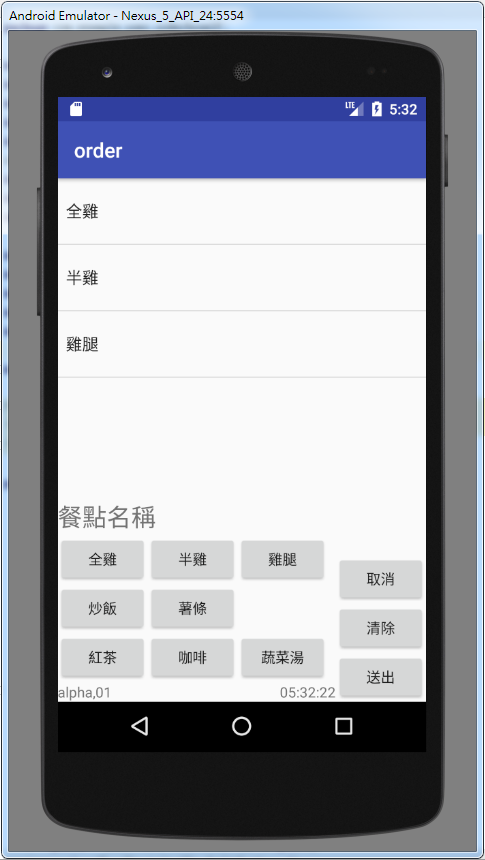 Android Emulator - Nexus_5_API_24:5554
LTE 5:32
order
全雞
半雞
雞腿
餐點名稱
全雞 半雞 雞腿
取消
炒飯 薯條
清除
紅茶 咖啡 蔬菜湯
送出
alpha,01 05:32:22